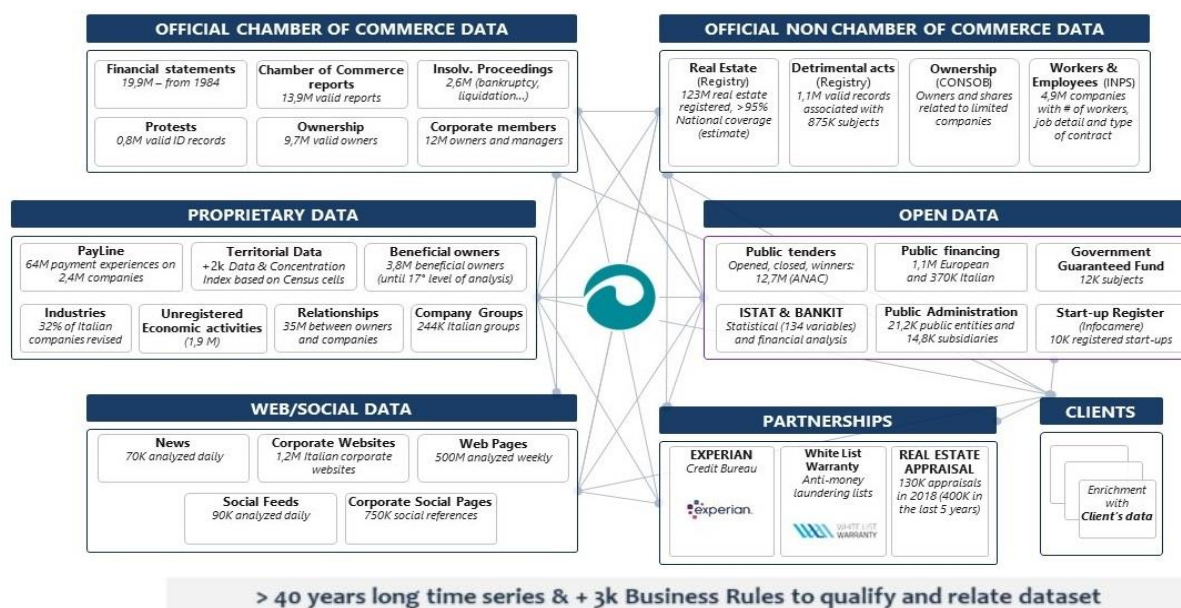 OFFICIAL CHAMBER OF COMMERCE DATA
Financial statements
19,9M – from 1984
Chamber of Commerce
reports
13,9M valid reports
Insolv. Proceedings
2,6M (bankruptcy,
liquidation...)
Protests
0,8M valid ID records
Ownership
9,7M valid owners
Corporate members
12M owners and managers
OFFICIAL NON CHAMBER OF COMMERCE DATA
Real Estate
(Registry)
123M real estate
registered, >95%
National coverage
(estimate)
Detrimental acts
(Registry)
1,1M valid records
associated with
875K subjects
Ownership
(CONSOB)
Owners and shares
related to limited
companies
Workers &
Employees (INPS)
4,9M companies
with # of workers,
job detail and type
of contract
PROPRIETARY DATA
PayLine
64M payment experiences on
2,4M companies
Territorial Data
+2k Data & Concentration
Index based on Census cells
Beneficial owners
3,8M beneficial owners
(until 17° level of analysis)
Industries
32% of Italian
companies revised
Unregistered
Economic activities
(1,9 M)
Relationships
35M between owners
and companies
Company Groups
244K Italian groups
OPEN DATA
Public tenders
Opened, closed, winners:
12,7M (ANAC)
Public financing
1,1M European
and 370K Italian
Government
Guaranteed Fund
12K subjects
ISTAT & BANKIT
Statistical (134 variables)
and financial analysis
Public Administration
21,2K public entities and
14,8K subsidiaries
Start-up Register
(Infocamere)
10K registered start-ups
WEB/SOCIAL DATA
News
70K analyzed daily
Corporate Websites
1,2M Italian corporate
websites
Web Pages
500M analyzed weekly
Social Feeds
90K analyzed daily
Corporate Social Pages
750K social references
PARTNERSHIPS
EXPERIAN
Credit Bureau
experian.
White List
Warranty
Anti-money
laundering lists
WHITE LIST
WARRANTY
REAL ESTATE
APPRAISAL
130K appraisals
in 2018 (400K in
the last 5 years)
CLIENTS
Enrichment
with
Client's data
> 40 years long time series & + 3k Business Rules to qualify and relate dataset